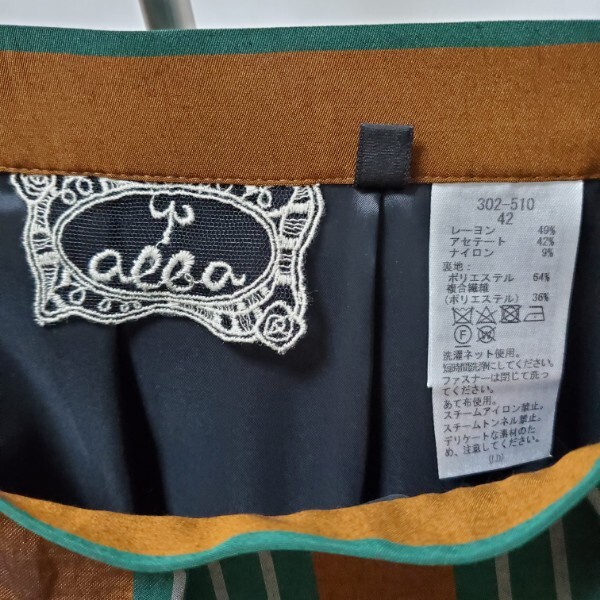 alba
302-510
42
レーヨン 49%
アセテート 42%
ナイロン 9%
裏地:
ポリエステル 64%
複合繊維
(ポリエステル) 36%
洗濯ネット使用。
短時間洗浄にしてください。
ファスナーは閉じて洗っ
てください。
あて布使用。
スチームアイロン禁止。
スチームトンネル禁止。
デリケートな素材のた
め、注意してください。